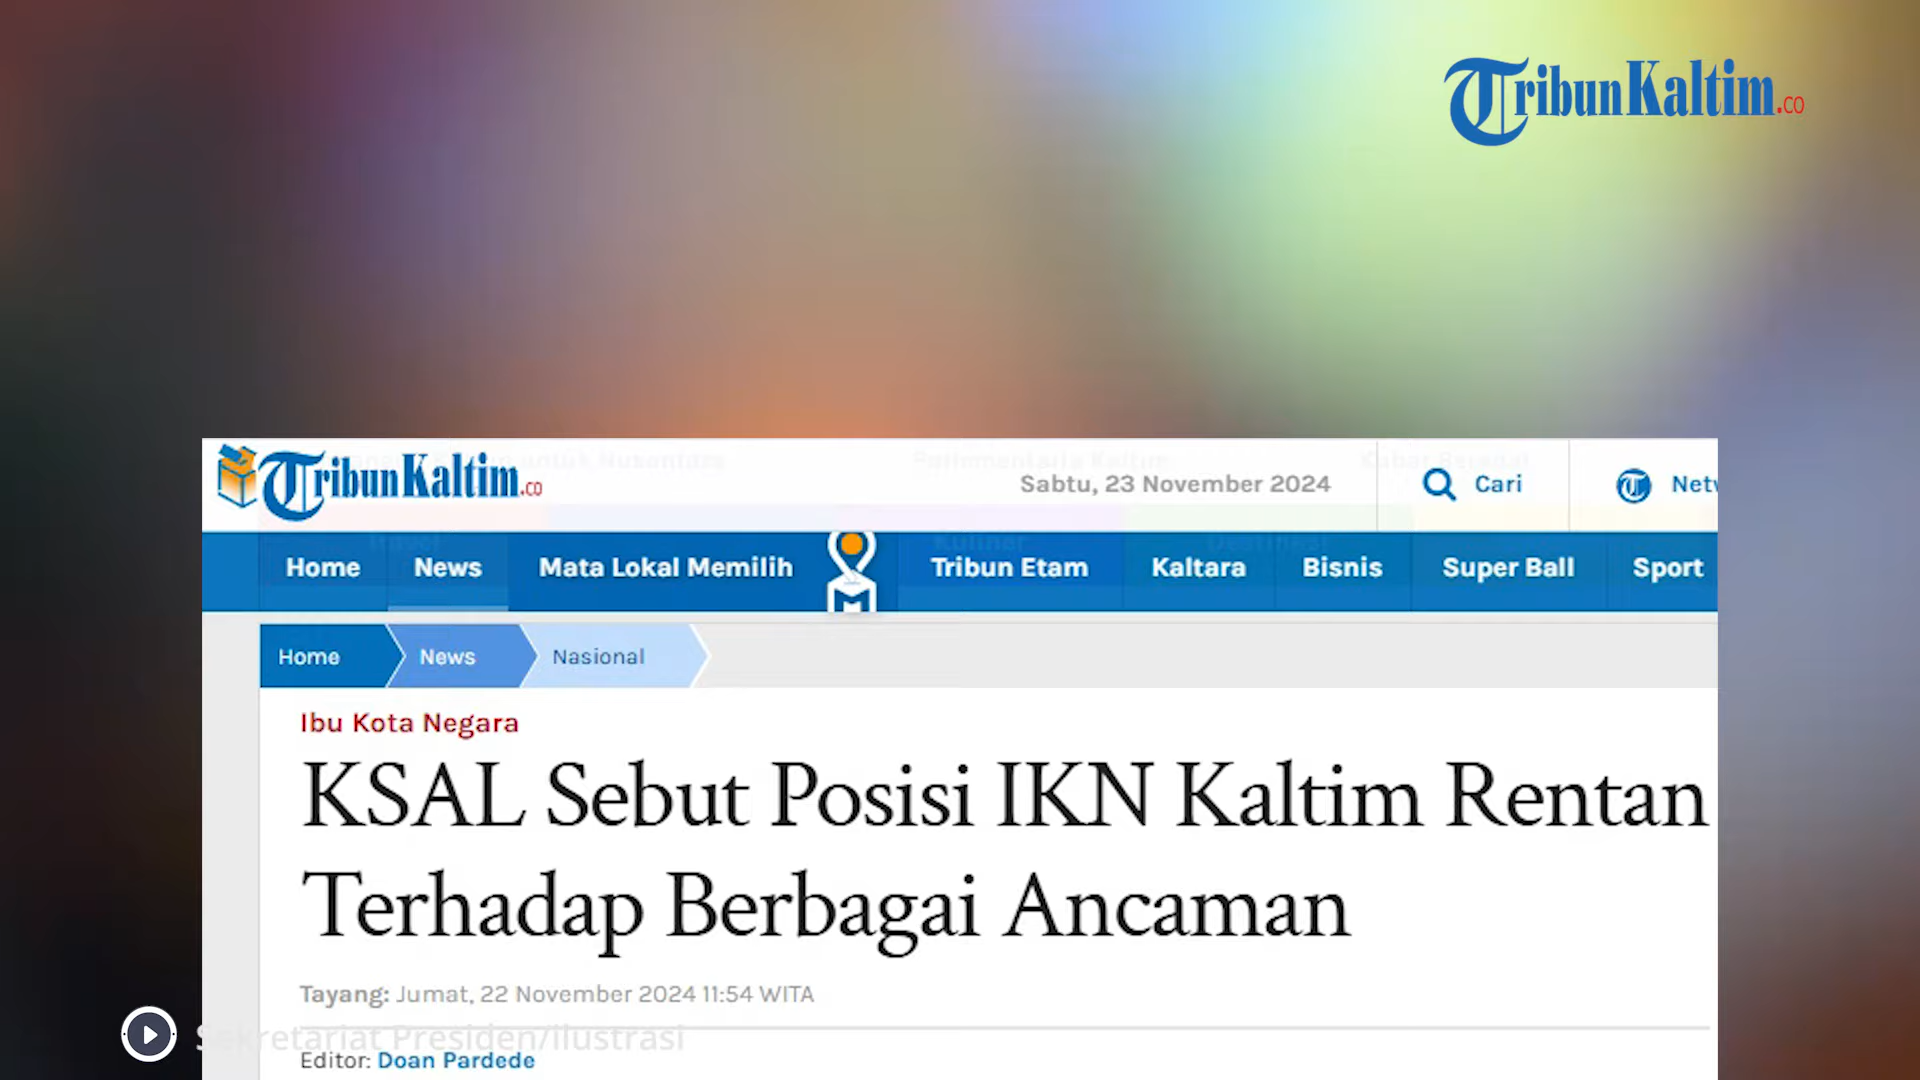 TribunKaltim.co
TribunKaltim.co
Sabtu, 23 November 2024
Cari
Netw
Home
News
Mata Lokal Memilih
Tribun Etam
Kaltara
Bisnis
Super Ball
Sport
Home
News
Nasional
Ibu Kota Negara
KSAL Sebut Posisi IKN Kaltim Rentan
Terhadap Berbagai Ancaman
Tayang: Jumat, 22 November 2024 11:54 WITA
Sekretariat Presiden/ilustrasi
Editor: Doan Pardede